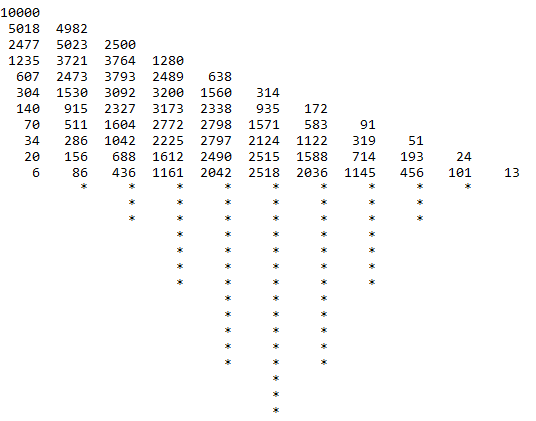 10000
 5018  4982
 2477  5023  2500
 1235  3721  3764  1280
  607  2473  3793  2489   638
  304  1530  3092  3200  1560   314
  140   915  2327  3173  2338   935   172
   70   511  1604  2772  2798  1571   583    91
   34   286  1042  2225  2797  2124  1122   319    51
   20   156   688  1612  2490  2515  1588   714   193    24
    6    86   436  1161  2042  2518  2036  1145   456   101    13
          *     *     *     *     *     *     *     *     *
                *     *     *     *     *     *     *
                *     *     *     *     *     *     *
                      *     *     *     *     *
                      *     *     *     *     *
                      *     *     *     *     *
                      *     *     *     *     *
                            *     *     *
                            *     *     *
                            *     *     *
                            *     *     *
                            *     *     *
                                  *
                                  *
                                  *